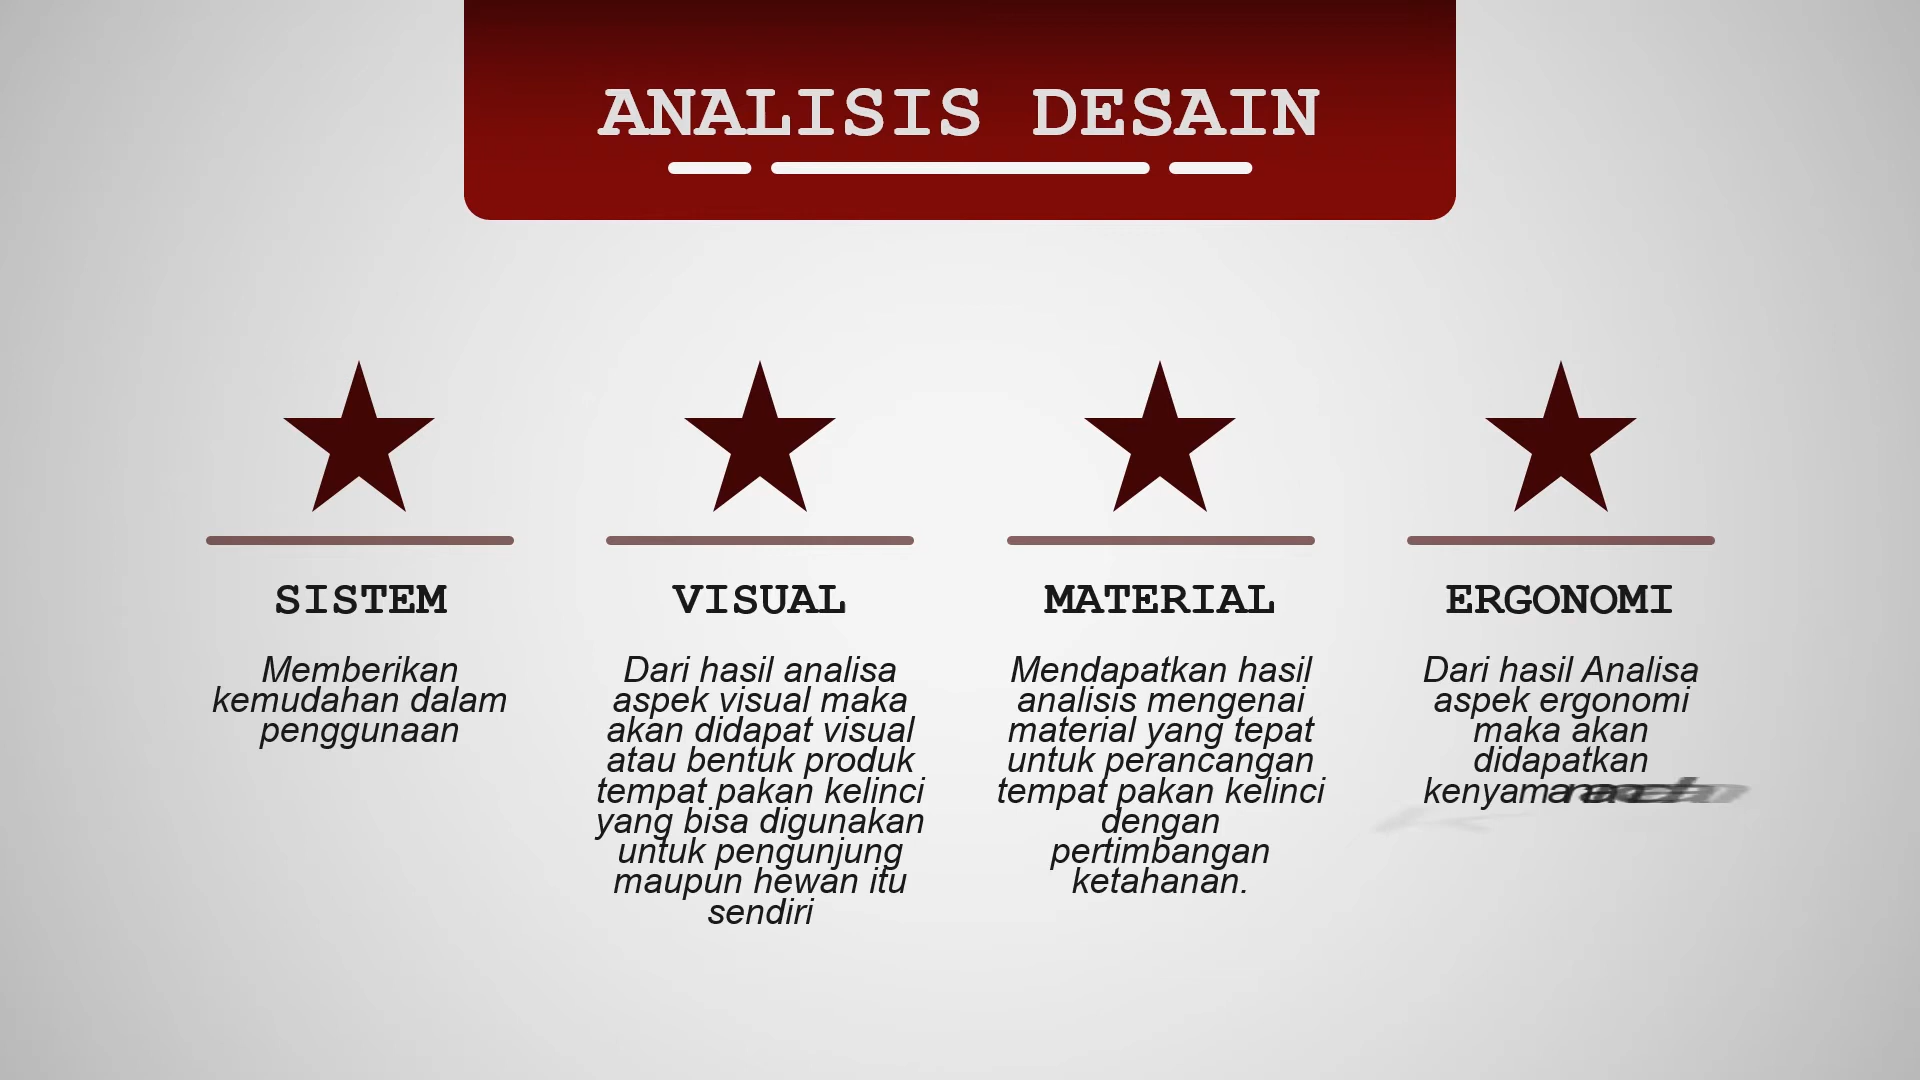 ANALISIS DESAIN
SISTEM
Memberikan
kemudahan dalam
penggunaan
VISUAL
Dari hasil analisa
aspek visual maka
akan didapat visual
atau bentuk produk
tempat pakan kelinci
yang bisa digunakan
untuk pengunjung
maupun hewan itu
sendiri
MATERIAL
Mendapatkan hasil
analisis mengenai
material yang tepat
untuk perancangan
tempat pakan kelinci
dengan
pertimbangan
ketahanan.
ERGONOMI
Dari hasil Analisa
aspek ergonomi
maka akan
didapatkan